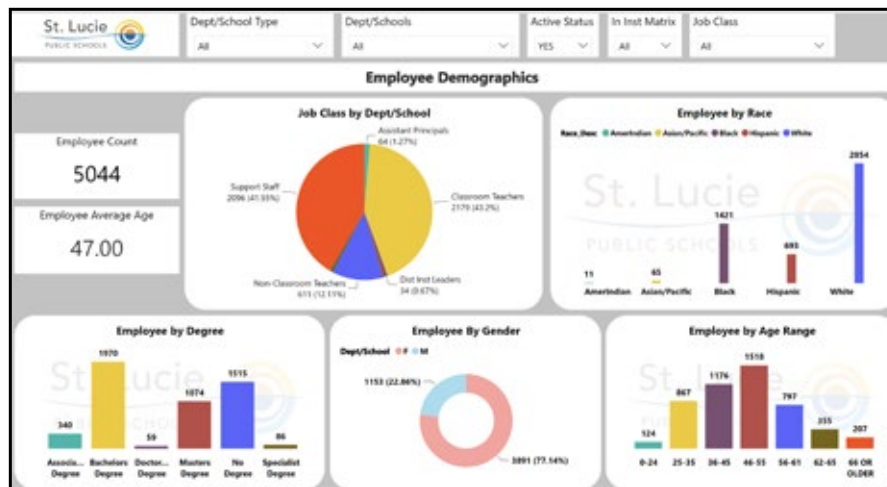 St. Lucie
PUBLIC SCHOOLS
Dept/School Type
All
Dept/Schools
All
Active Status
YES
In Inst Matrix
All
Job Class
All
Employee Demographics
Employee Count
5044
Employee Average Age
47.00
Job Class by Dept/School
Assistant Principals
64 (1.27%)
Support Staff
2096 (41.55%)
Classroom Teachers
2179 (43.2%)
Non-Classroom Teachers
611 (12.11%)
Dist Inst Leaders
34 (0.67%)
Employee by Race
Race_Desc AmerIndian Asian/Pacific Black Hispanic White
St. Lucie
PUBLIC SCHOOLS
11
65
1421
693
2854
AmerIndian
Asian/Pacific
Black
Hispanic
White
Employee by Degree
340
1970
59
1074
1515
86
Associa... Degree
Bachelors Degree
Doctor... Degree
Masters Degree
No Degree
Specialist Degree
Employee By Gender
Dept/School F M
1153 (22.86%)
3891 (77.14%)
Employee by Age Range
124
867
1176
1518
797
355
207
0-24
25-35
36-45
46-55
56-61
62-65
66 OR OLDER